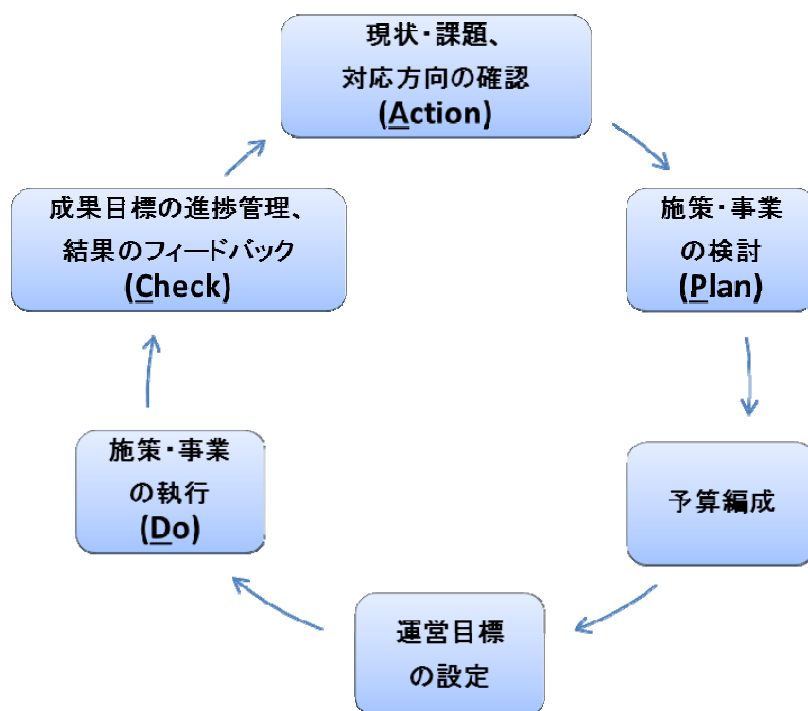 現状・課題、
対応方向の確認
(Action)
施策・事業
の検討
(Plan)
予算編成
運営目標
の設定
施策・事業
の執行
(Do)
成果目標の進捗管理、
結果のフィードバック
(Check)